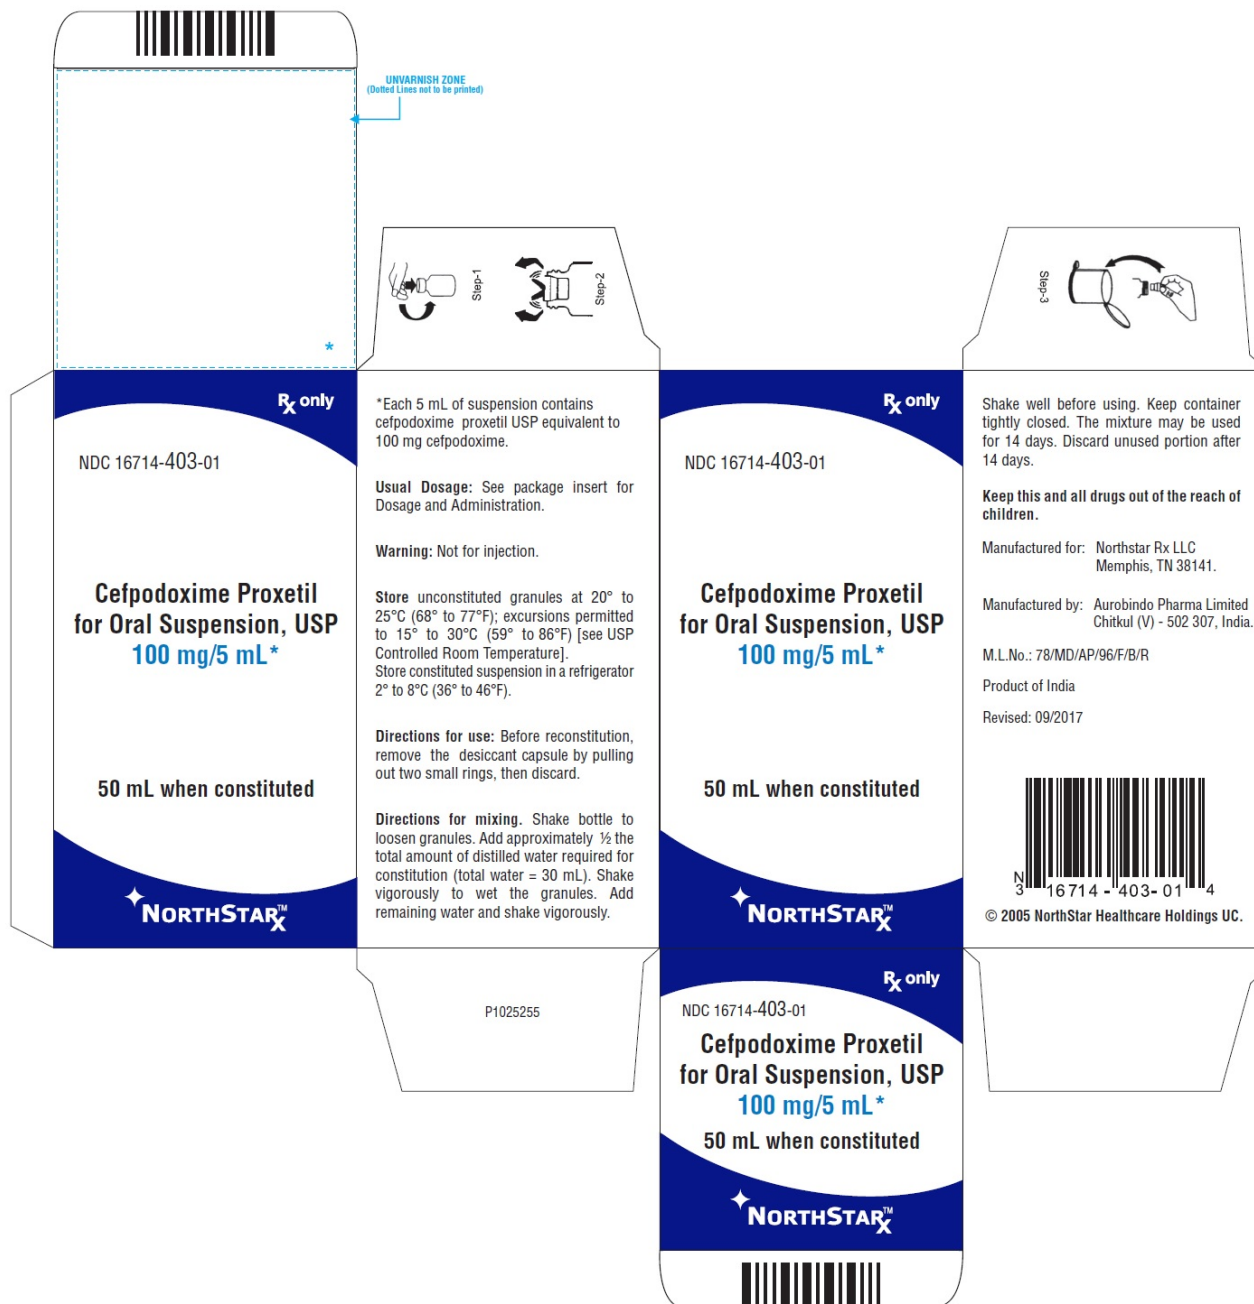 UNVARNISH ZONE
(Dotted Lines not to be printed)
*
Step-1
Step-2
Step-3
Rx only
NDC 16714-403-01
Cefpodoxime Proxetil
for Oral Suspension, USP
100 mg/5 mL*
50 mL when constituted
NORTHSTARx™
*Each 5 mL of suspension contains
cefpodoxime proxetil USP equivalent to
100 mg cefpodoxime.
Usual Dosage: See package insert for
Dosage and Administration.
Warning: Not for injection.
Store unconstituted granules at 20° to
25°C (68° to 77°F); excursions permitted
to 15° to 30°C (59° to 86°F) [see USP
Controlled Room Temperature].
Store constituted suspension in a refrigerator
2° to 8°C (36° to 46°F).
Directions for use: Before reconstitution,
remove the desiccant capsule by pulling
out two small rings, then discard.
Directions for mixing. Shake bottle to
loosen granules. Add approximately ½ the
total amount of distilled water required for
constitution (total water = 30 mL). Shake
vigorously to wet the granules. Add
remaining water and shake vigorously.
Rx only
NDC 16714-403-01
Cefpodoxime Proxetil
for Oral Suspension, USP
100 mg/5 mL*
50 mL when constituted
NORTHSTARx™
Shake well before using. Keep container
tightly closed. The mixture may be used
for 14 days. Discard unused portion after
14 days.
Keep this and all drugs out of the reach of
children.
Manufactured for: Northstar Rx LLC
Memphis, TN 38141.
Manufactured by: Aurobindo Pharma Limited
Chitkul (V) - 502 307, India.
M.L.No.: 78/MD/AP/96/F/B/R
Product of India
Revised: 09/2017
N
3 16714-403-01 4
© 2005 NorthStar Healthcare Holdings UC.
P1025255
Rx only
NDC 16714-403-01
Cefpodoxime Proxetil
for Oral Suspension, USP
100 mg/5 mL*
50 mL when constituted
NORTHSTARx™